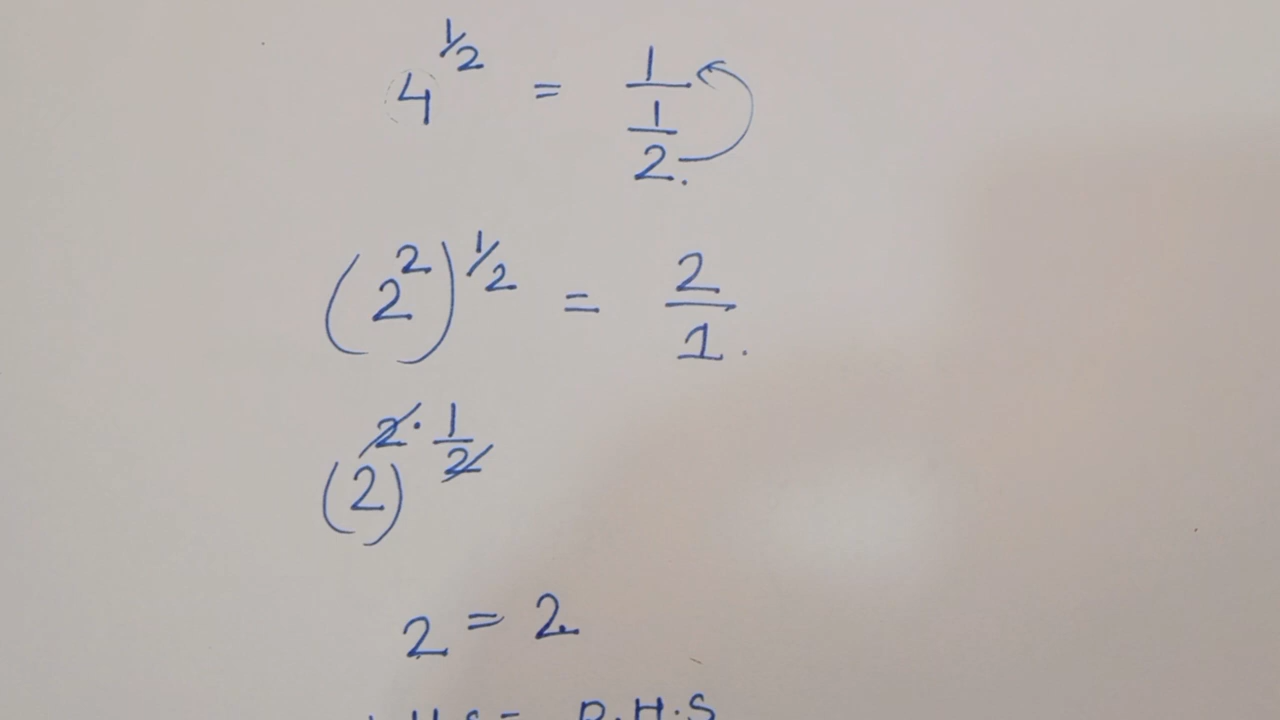 4^1/2 = 1/(1/2).
(2^2)^1/2 = 2/1.
(2)^2·1/2
2 = 2
L.H.S = R.H.S